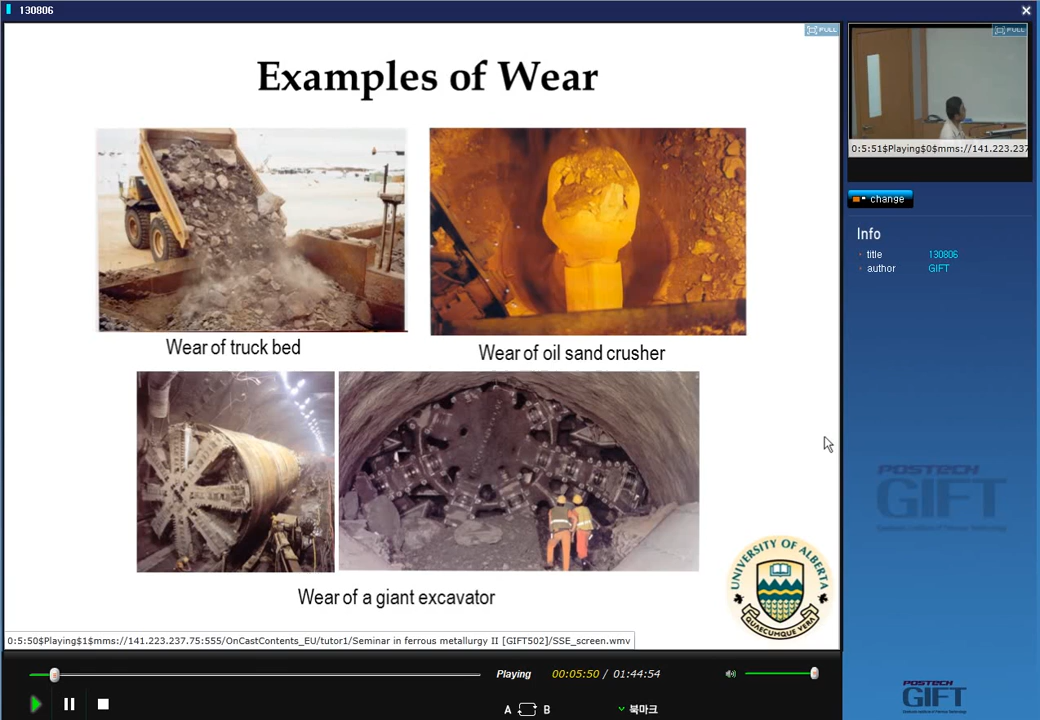 130806
FULL
FULL
Examples of Wear
0:5:51$Playing$0$mms://141.223.237
change
Info
title 130806
author GIFT
Wear of truck bed
Wear of oil sand crusher
POSTECH
GIFT
UNIVERSITY OF ALBERTA
QUAECUMQUE VERA
Wear of a giant excavator
0:5:50$Playing$1$mms://141.223.237.75:555/OnCastContents_EU/tutor1/Seminar in ferrous metallurgy II [GIFT502]/SSE_screen.wmv
Playing 00:05:50 / 01:44:54
A B 북마크
POSTECH
GIFT